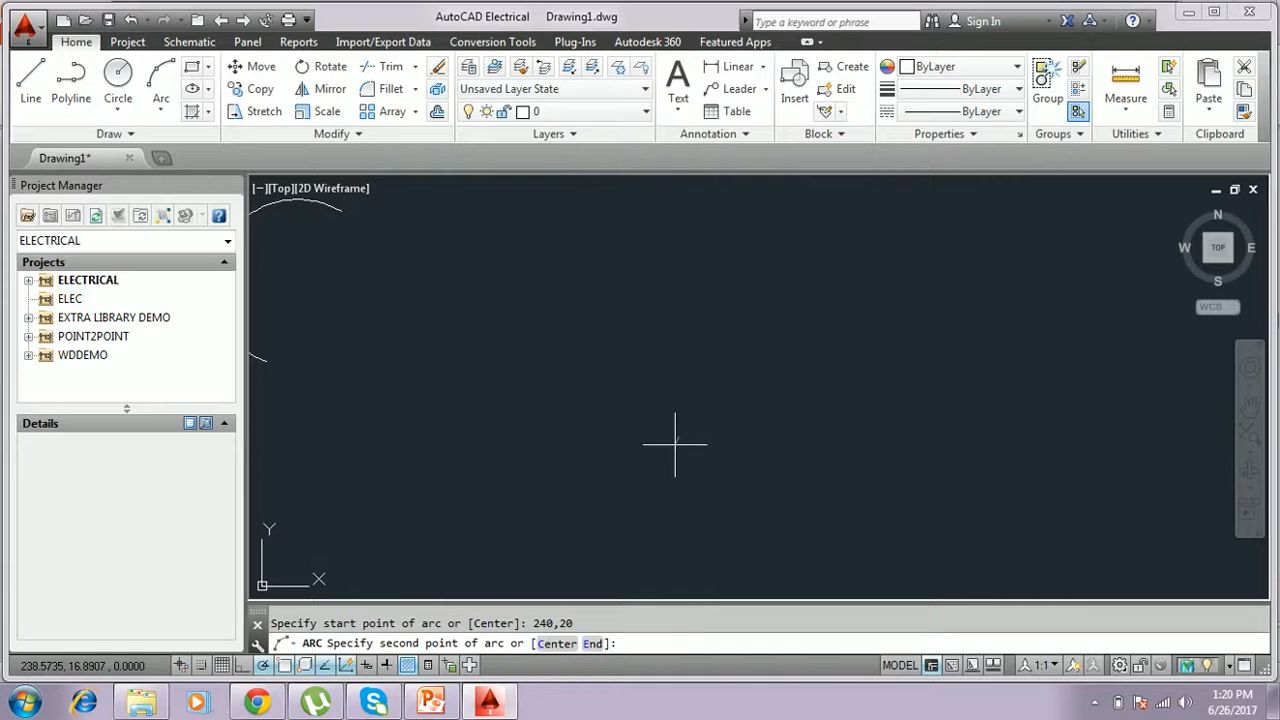 AutoCAD Electrical Drawing1.dwg
Type a keyword or phrase
Sign In
Home Project Schematic Panel Reports Import/Export Data Conversion Tools Plug-Ins Autodesk 360 Featured Apps
Line Polyline Circle Arc
Move Rotate Trim
Copy Mirror Fillet
Stretch Scale Array
Unsaved Layer State
0
Text
Linear
Leader
Table
Insert
Create
Edit
ByLayer
ByLayer
ByLayer
Group
Measure
Paste
Draw Modify Layers Annotation Block Properties Groups Utilities Clipboard
Drawing1*
Project Manager
ELECTRICAL
Projects
ELECTRICAL
ELEC
EXTRA LIBRARY DEMO
POINT2POINT
WDDEMO
Details
[−][Top][2D Wireframe]
N
W TOP E
S
WCS
Y
X
Specify start point of arc or [Center]: 240,20
ARC Specify second point of arc or [Center End]:
238.5735, 16.8907, 0.0000
MODEL
1:1
1:20 PM
6/26/2017